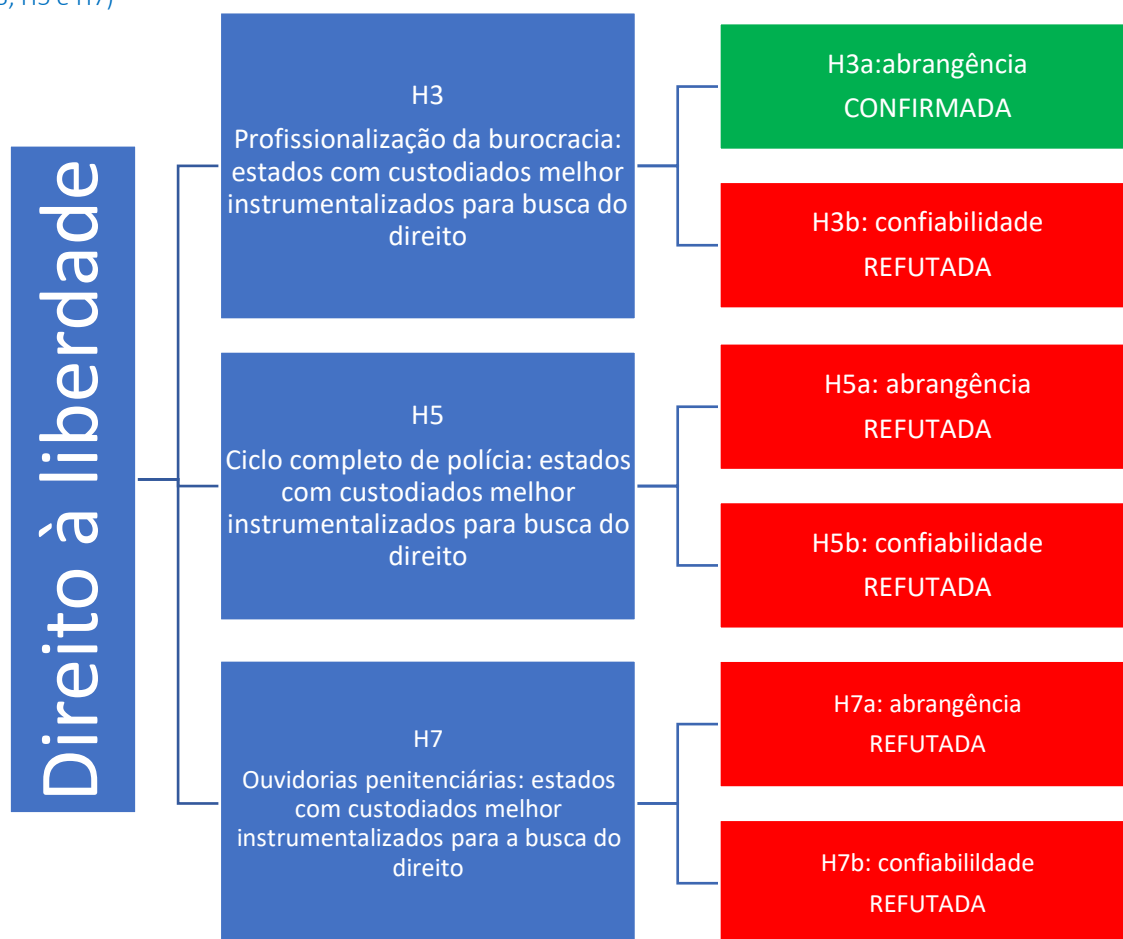 H3 e H7)
Direito à liberdade
H3
Profissionalização da burocracia:
estados com custodiados melhor
instrumentalizados para busca do
direito
H3a:abrangência
CONFIRMADA
H3b: confiabilidade
REFUTADA
H5
Ciclo completo de polícia: estados
com custodiados melhor
instrumentalizados para busca do
direito
H5a: abrangência
REFUTADA
H5b: confiabilidade
REFUTADA
H7
Ouvidorias penitenciárias: estados
com custodiados melhor
instrumentalizados para a busca do
direito
H7a: abrangência
REFUTADA
H7b: confiabilildade
REFUTADA